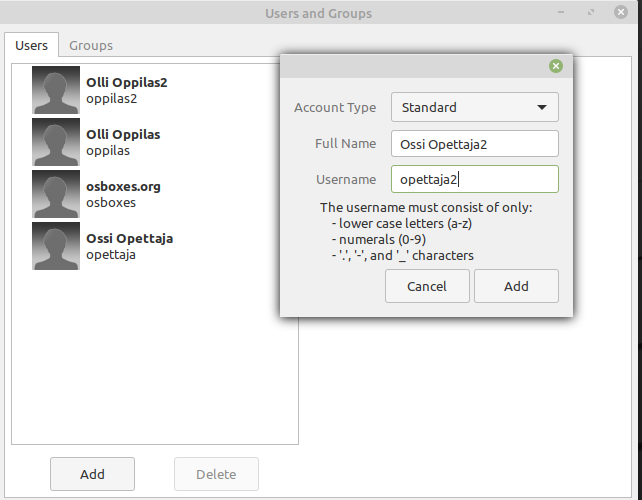 Users and Groups
Users
Groups
Olli Oppilas2
oppilas2
Olli Oppilas
oppilas
osboxes.org
osboxes
Ossi Opettaja
opettaja
Add
Delete
Account Type
Standard
Full Name
Ossi Opettaja2
Username
opettaja2
The username must consist of only:
- lower case letters (a-z)
- numerals (0-9)
- '.', '-', and '_' characters
Cancel
Add